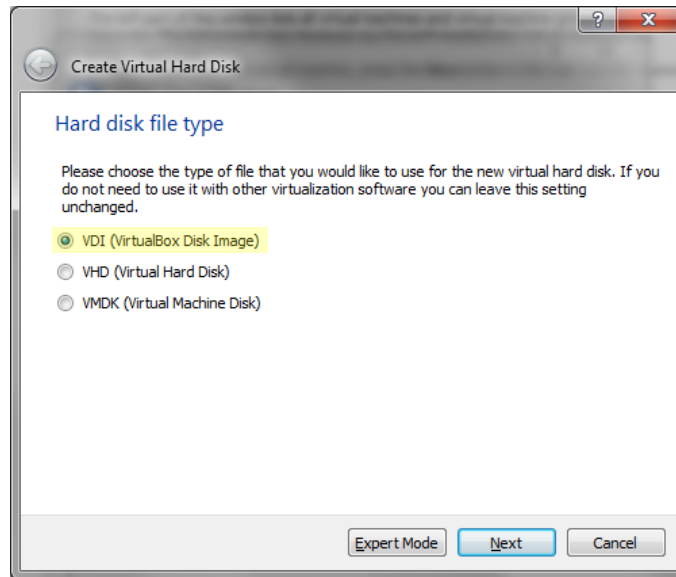 ?
X
Create Virtual Hard Disk
Hard disk file type
Please choose the type of file that you would like to use for the new virtual hard disk. If you
do not need to use it with other virtualization software you can leave this setting
unchanged.
VDI (VirtualBox Disk Image)
VHD (Virtual Hard Disk)
VMDK (Virtual Machine Disk)
Expert Mode Next Cancel